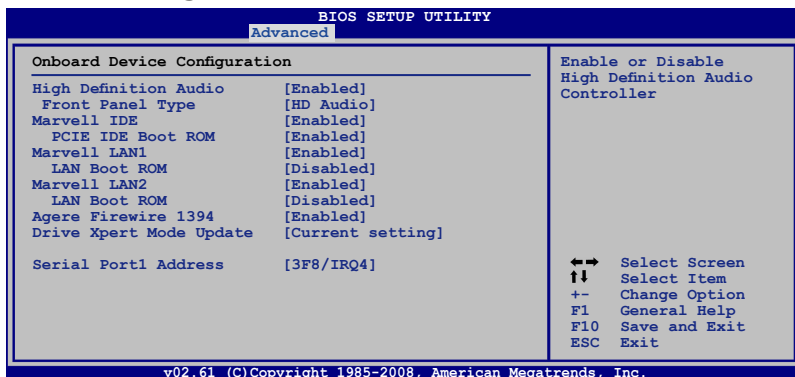 BIOS SETUP UTILITY
Advanced
Onboard Device Configuration
High Definition Audio [Enabled]
Front Panel Type [HD Audio]
Marvell IDE [Enabled]
PCIE IDE Boot ROM [Enabled]
Marvell LAN1 [Enabled]
LAN Boot ROM [Disabled]
Marvell LAN2 [Enabled]
LAN Boot ROM [Disabled]
Agere Firewire 1394 [Enabled]
Drive Xpert Mode Update [Current setting]
Serial Port1 Address [3F8/IRQ4]
Enable or Disable
High Definition Audio
Controller
←→ Select Screen
↑↓ Select Item
+- Change Option
F1 General Help
F10 Save and Exit
ESC Exit
v02.61 (C)Copyright 1985-2008, American Megatrends, Inc.